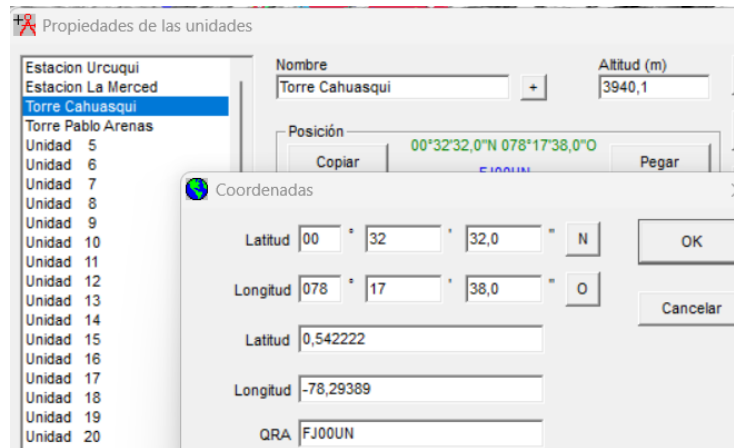 Propiedades de las unidades
Nombre
Altitud (m)
Estacion Urcuqui
Estacion La Merced
Torre Cahuasqui
Torre Pablo Arenas
Unidad 5
Unidad 6
Unidad 7
Unidad 8
Unidad 9
Unidad 10
Unidad 11
Unidad 12
Unidad 13
Unidad 14
Unidad 15
Unidad 16
Unidad 17
Unidad 18
Unidad 19
Unidad 20
Torre Cahuasqui + 3940,1
Posición
00°32'32,0"N 078°17'38,0"O
Copiar FJ00UN Pegar
Coordenadas
Latitud 00 ° 32 ' 32,0 " N OK
Longitud 078 ° 17 ' 38,0 " O
Cancelar
Latitud 0,542222
Longitud -78,29389
QRA FJ00UN